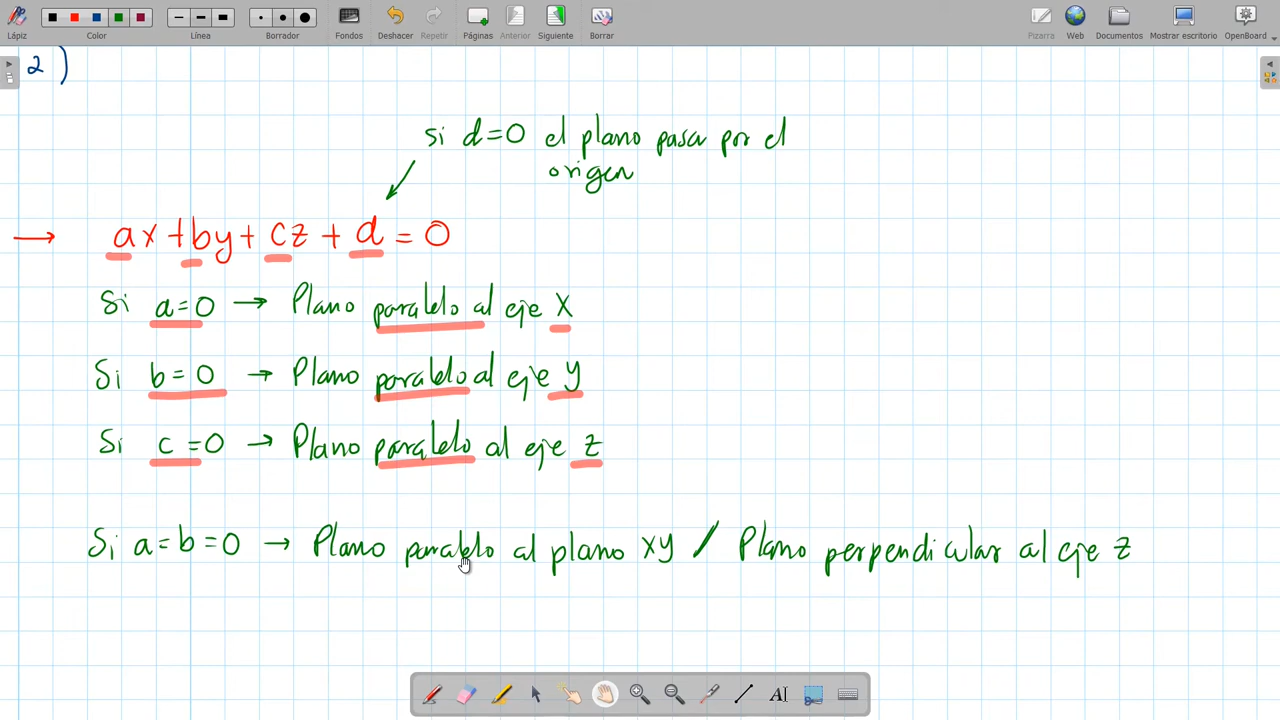 Lápiz Color Línea Borrador Fondos Deshacer Repetir Páginas Anterior Siguiente Borrar Pizarra Web Documentos Mostrar escritorio OpenBoard
2)
si d=0 el plano pasa por el
origen
→ ax+by+cz+d=0
Si a=0 → Plano paralelo al eje X
Si b=0 → Plano paralelo al eje Y
Si c=0 → Plano paralelo al eje Z
Si a=b=0 → Plano paralelo al plano XY / Plano perpendicular al eje Z
AI